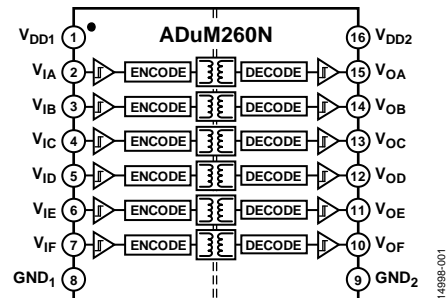 ADuM260N
VDD1 1 16 VDD2
VIA 2 ENCODE DECODE 15 VOA
VIB 3 ENCODE DECODE 14 VOB
VIC 4 ENCODE DECODE 13 VOC
VID 5 ENCODE DECODE 12 VOD
VIE 6 ENCODE DECODE 11 VOE
VIF 7 ENCODE DECODE 10 VOF
GND1 8 9 GND2
14998-001